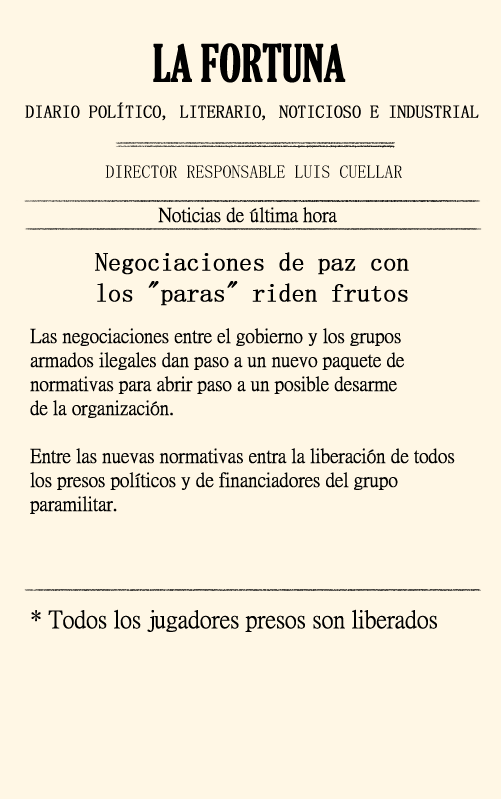 LA FORTUNA
DIARIO POLÍTICO, LITERARIO, NOTICIOSO E INDUSTRIAL
DIRECTOR RESPONSABLE LUIS CUELLAR
Noticias de última hora
Negociaciones de paz con
los "paras" riden frutos
Las negociaciones entre el gobierno y los grupos
armados ilegales dan paso a un nuevo paquete de
normativas para abrir paso a un posible desarme
de la organización.
Entre las nuevas normativas entra la liberación de todos
los presos políticos y de financiadores del grupo
paramilitar.
* Todos los jugadores presos son liberados